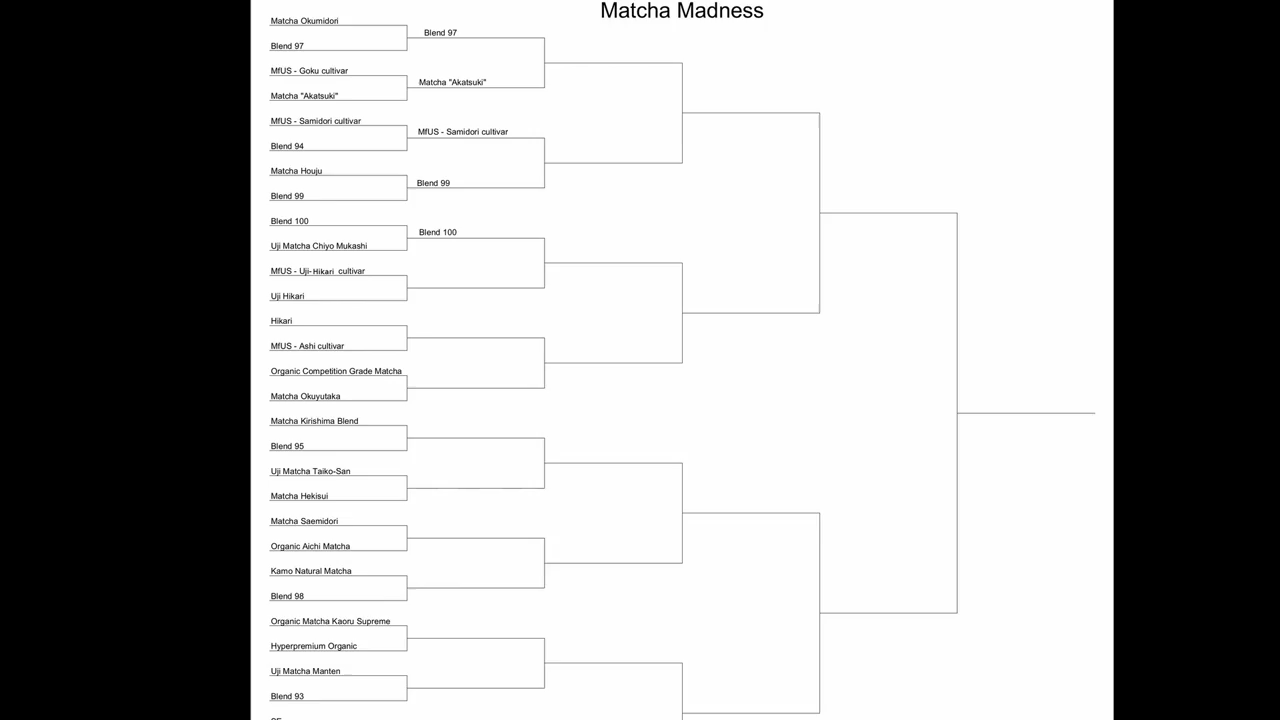 Matcha Madness
Matcha Okumidori
Blend 97
Blend 97
MfUS - Goku cultivar
Matcha "Akatsuki"
Matcha "Akatsuki"
MfUS - Samidori cultivar
MfUS - Samidori cultivar
Blend 94
Matcha Houju
Blend 99
Blend 99
Blend 100
Blend 100
Uji Matcha Chiyo Mukashi
MfUS - Uji-Hikari cultivar
Uji Hikari
Hikari
MfUS - Ashi cultivar
Organic Competition Grade Matcha
Matcha Okuyutaka
Matcha Kirishima Blend
Blend 95
Uji Matcha Taiko-San
Matcha Hekisui
Matcha Saemidori
Organic Aichi Matcha
Kamo Natural Matcha
Blend 98
Organic Matcha Kaoru Supreme
Hyperpremium Organic
Uji Matcha Manten
Blend 93